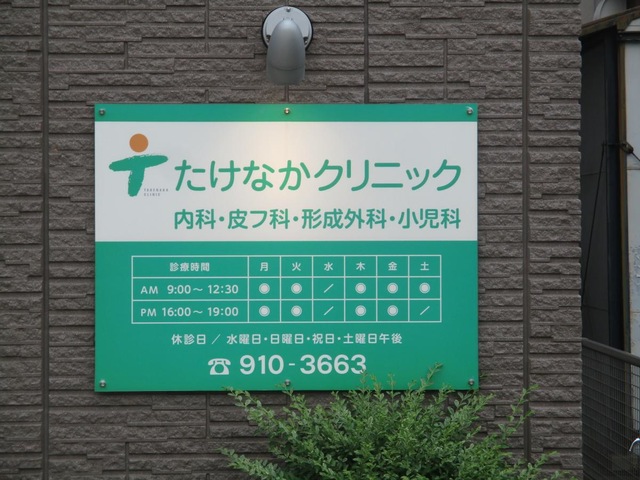 たけなかクリニック
TAKENAKA
CLINIC
内科・皮フ科・形成外科・小児科
診療時間 月 火 水 木 金 土
AM 9:00〜12:30 ◉ ◉ ／ ◉ ◉ ◉
PM 16:00〜19:00 ◉ ◉ ／ ◉ ◉ ／
休診日／水曜日・日曜日・祝日・土曜日午後
☎ 910-3663